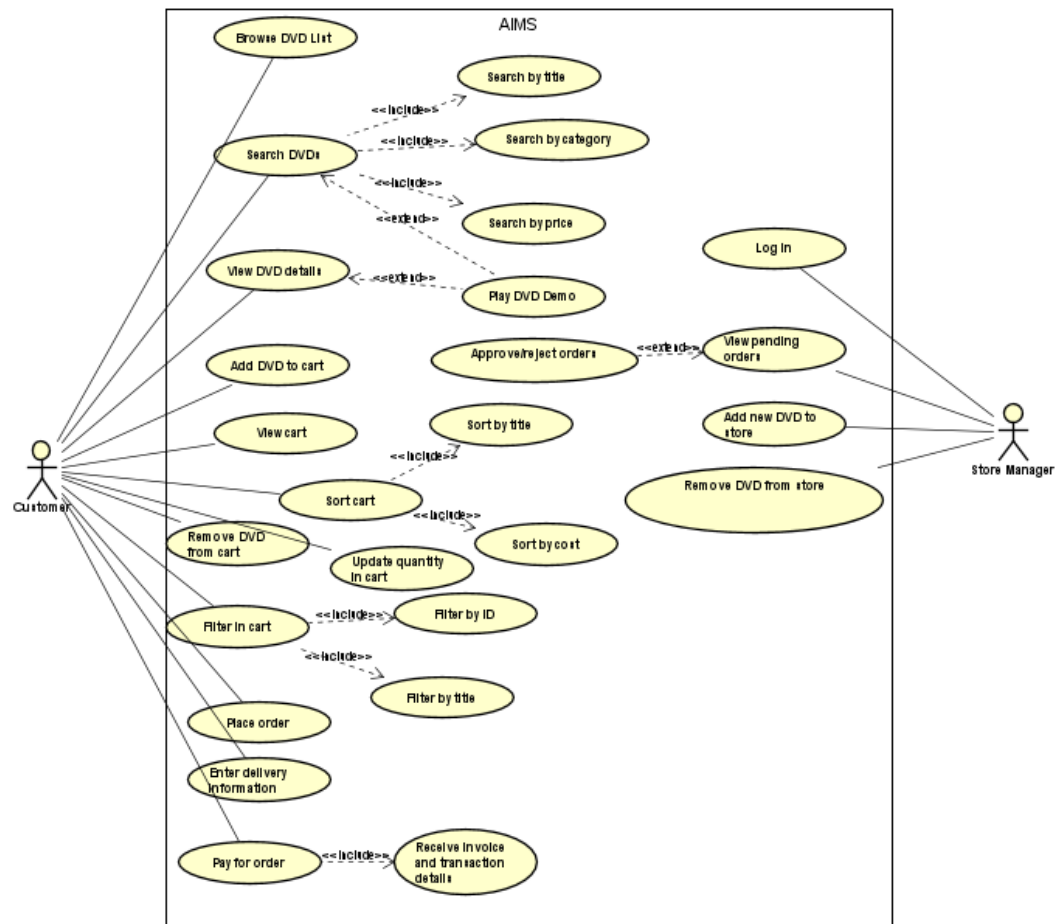 AIMS
Browse DVD List
Search by title
<<include>>
<<include>>
Search by category
Search DVDs
<<include>>
<<extend>>
Search by price
Log in
View DVD details
<<extend>>
Play DVD Demo
Approve/reject orders
<<extend>>
View pending
orders
Add DVD to cart
Sort by title
Add new DVD to
store
View cart
<<include>>
Customer
Store Manager
Sort cart
Remove DVD from store
<<include>>
Remove DVD
from cart
Sort by cost
Update quantity
in cart
Filter in cart
<<include>>
Filter by ID
<<include>>
Filter by title
Place order
Enter delivery
information
Pay for order
<<include>>
Receive invoice
and transaction
details